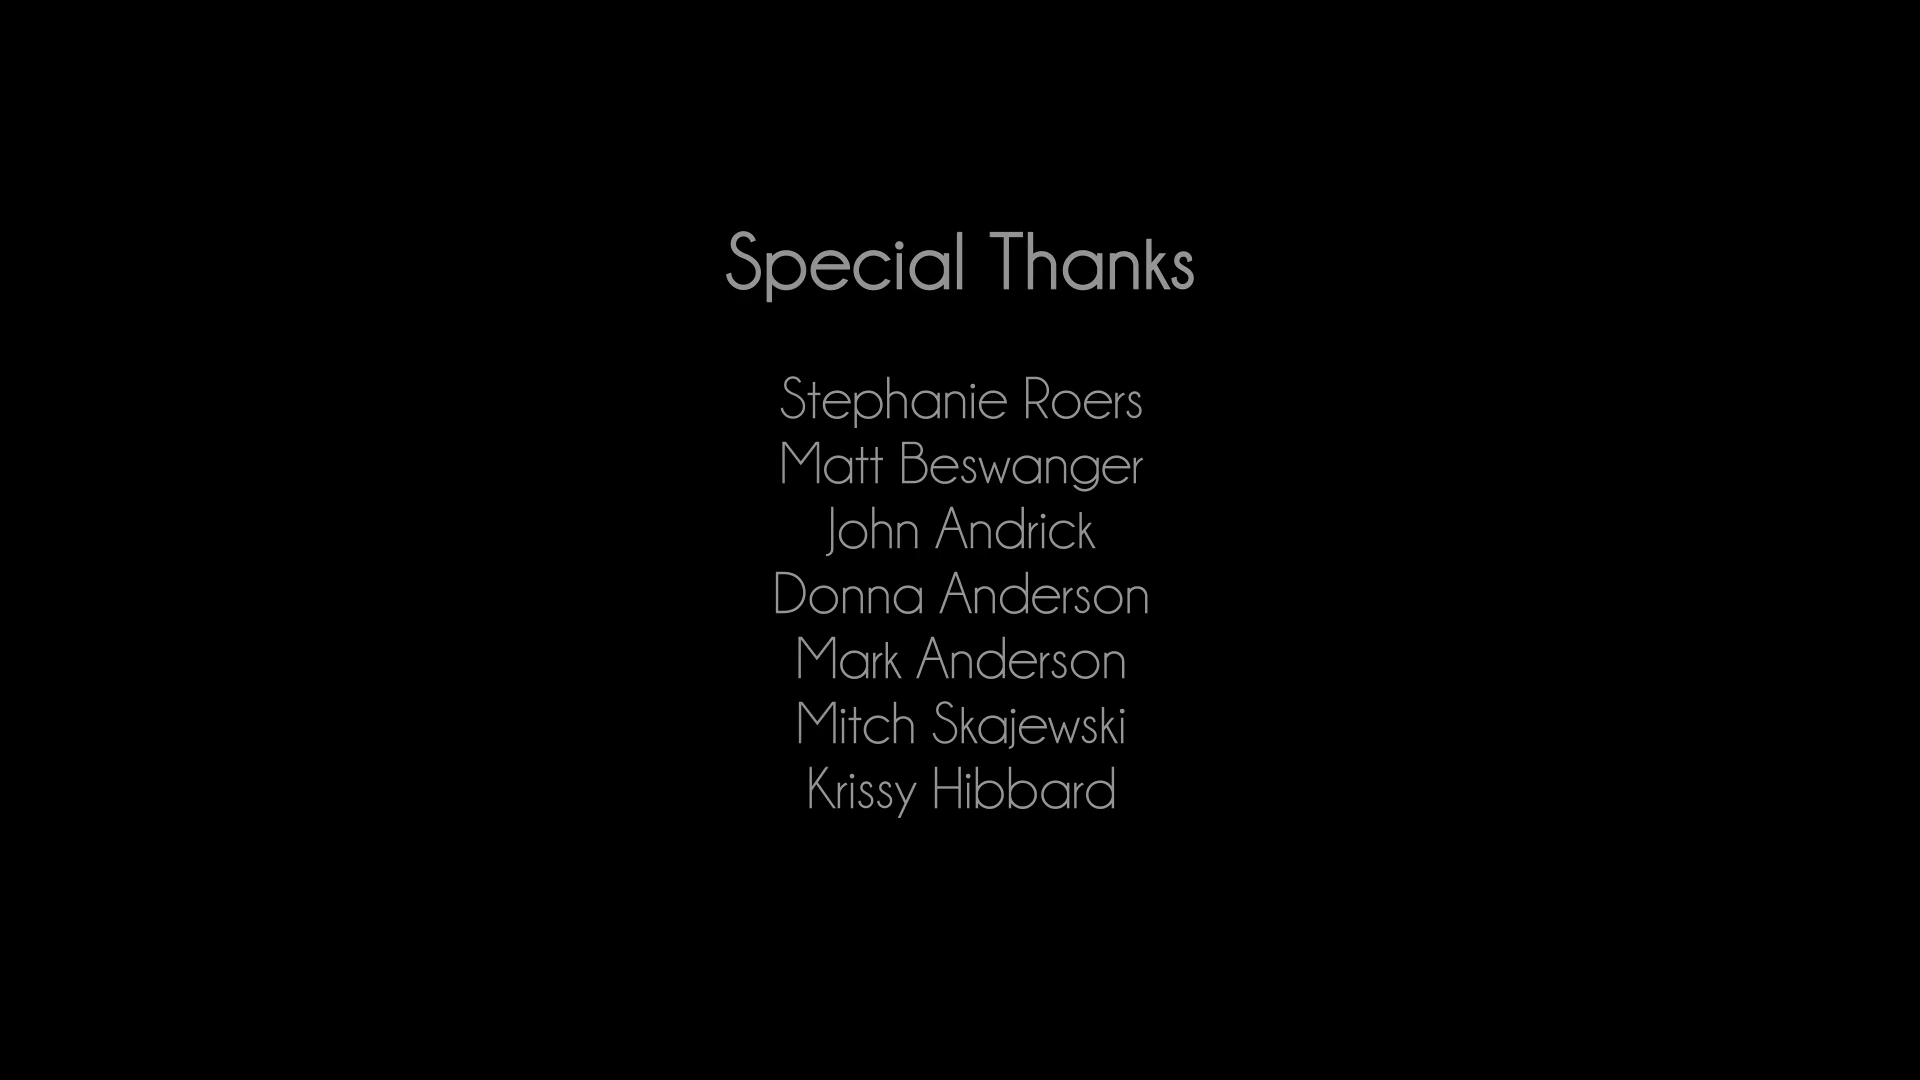 Special Thanks
Stephanie Roers
Matt Beswanger
John Andrick
Donna Anderson
Mark Anderson
Mitch Skajewski
Krissy Hibbard